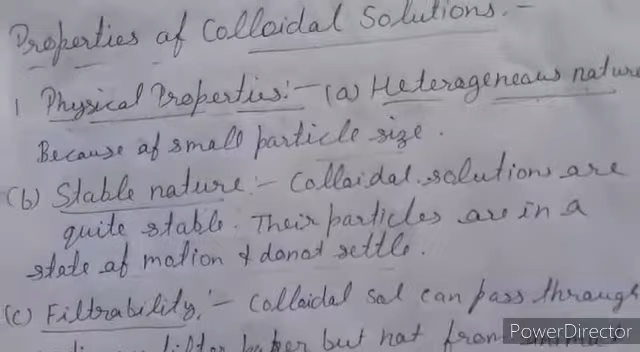 Properties of Colloidal Solutions. -
1 Physical Properties:- (a) Heterogeneous nature
Because of small particle size.
(b) Stable nature:- Colloidal solutions are
quite stable. Their particles are in a
state of motion & donot settle.
(c) Filtrability:- Colloidal sol can pass through
filter paper but not from
PowerDirector